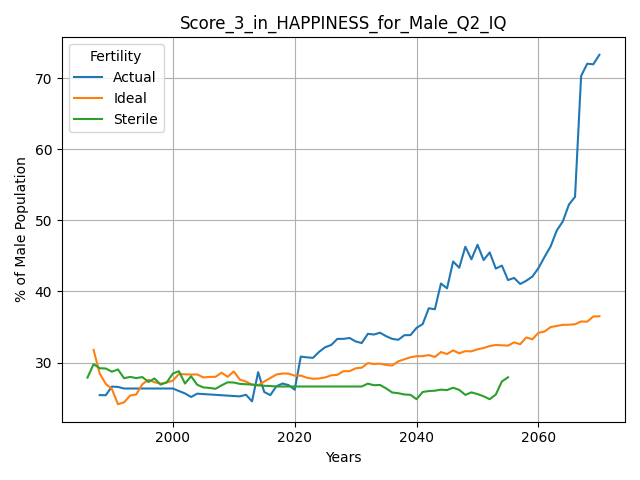 Score_3_in_HAPPINESS_for_Male_Q2_IQ
Fertility
Actual
Ideal
Sterile
% of Male Population
70
60
50
40
30
2000
2020
2040
2060
Years